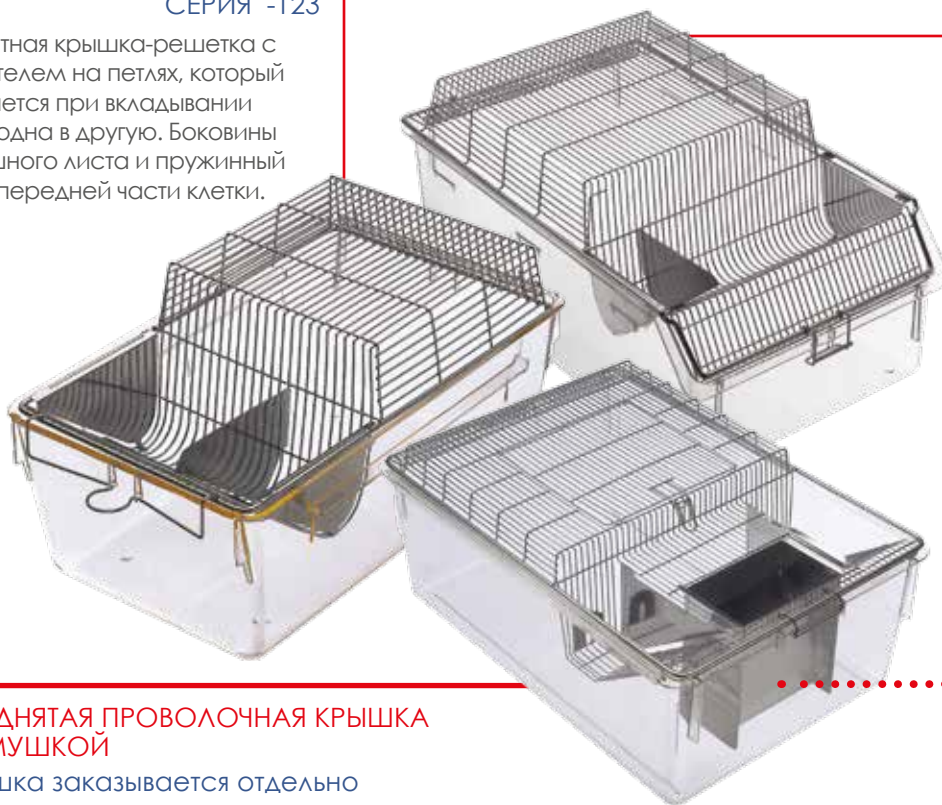 СЕРИЯ -123
тная крышка-решетка с
телем на петлях, который
ется при вкладывании
одна в другую. Боковины
шного листа и пружинный
передней части клетки.
ДНЯТАЯ ПРОВОЛОЧНАЯ КРЫШКА
МУШКОЙ
шка заказывается отдельно